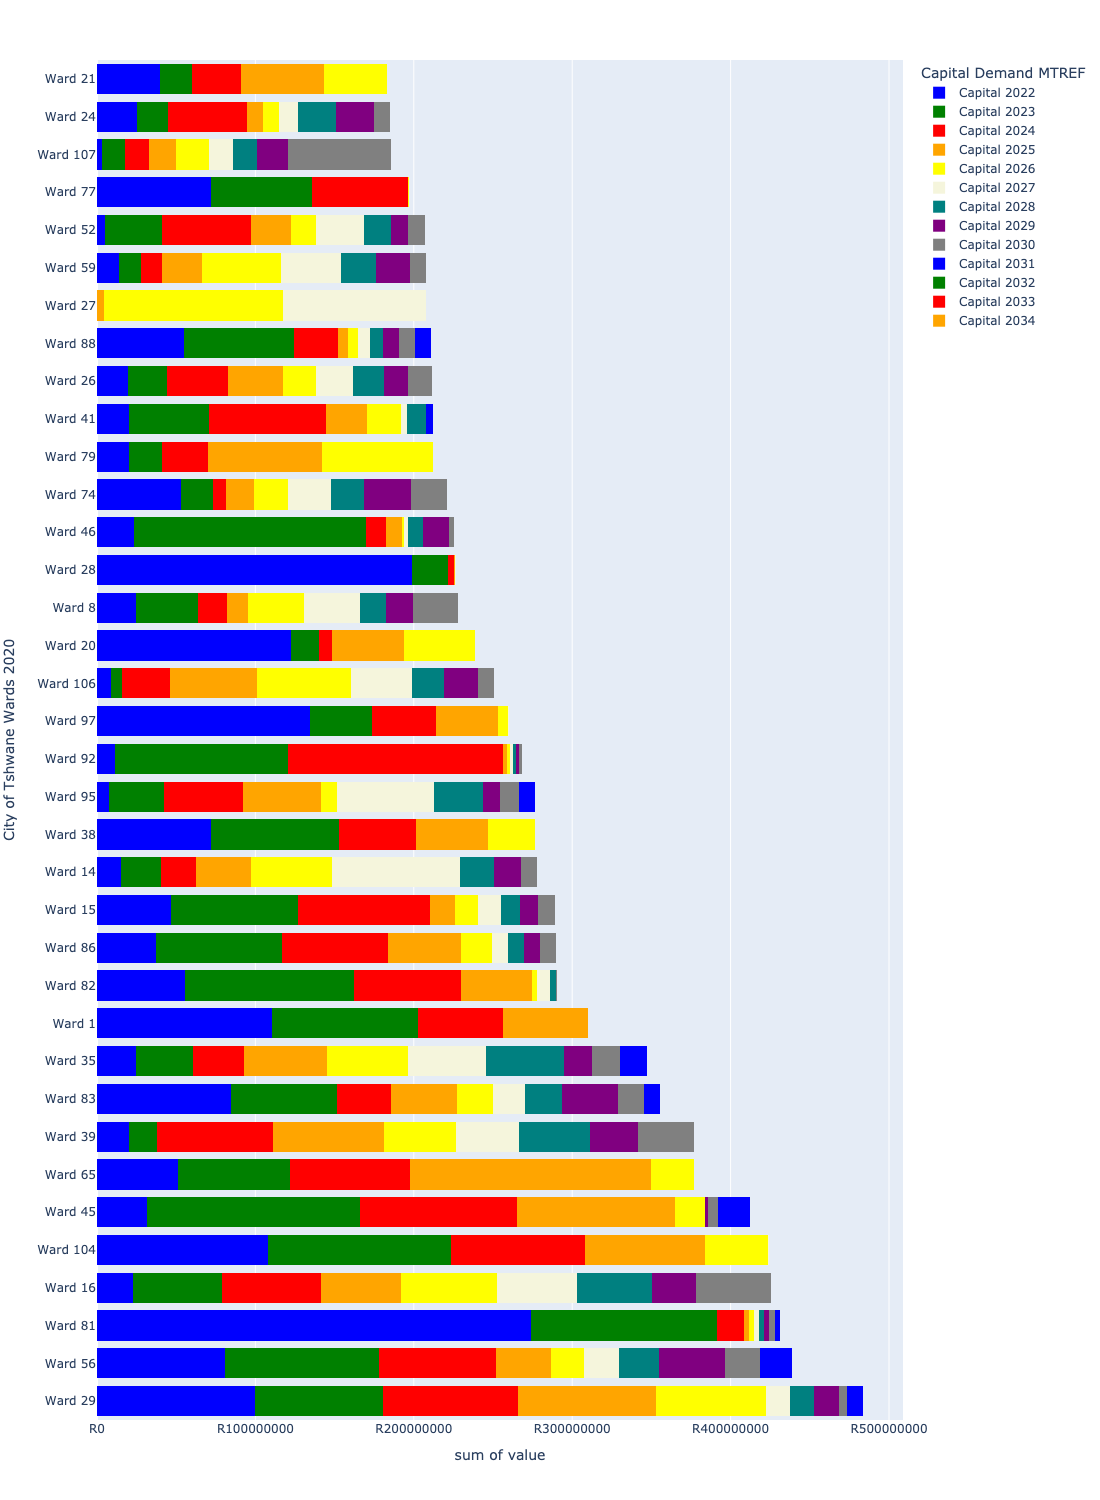 Capital Demand MTREF
Capital 2022
Capital 2023
Capital 2024
Capital 2025
Capital 2026
Capital 2027
Capital 2028
Capital 2029
Capital 2030
Capital 2031
Capital 2032
Capital 2033
Capital 2034
City of Tshwane Wards 2020
Ward 21
Ward 24
Ward 107
Ward 77
Ward 52
Ward 59
Ward 27
Ward 88
Ward 26
Ward 41
Ward 79
Ward 74
Ward 46
Ward 28
Ward 8
Ward 20
Ward 106
Ward 97
Ward 92
Ward 95
Ward 38
Ward 14
Ward 15
Ward 86
Ward 82
Ward 1
Ward 35
Ward 83
Ward 39
Ward 65
Ward 45
Ward 104
Ward 16
Ward 81
Ward 56
Ward 29
R0 R100000000 R200000000 R300000000 R400000000 R500000000
sum of value